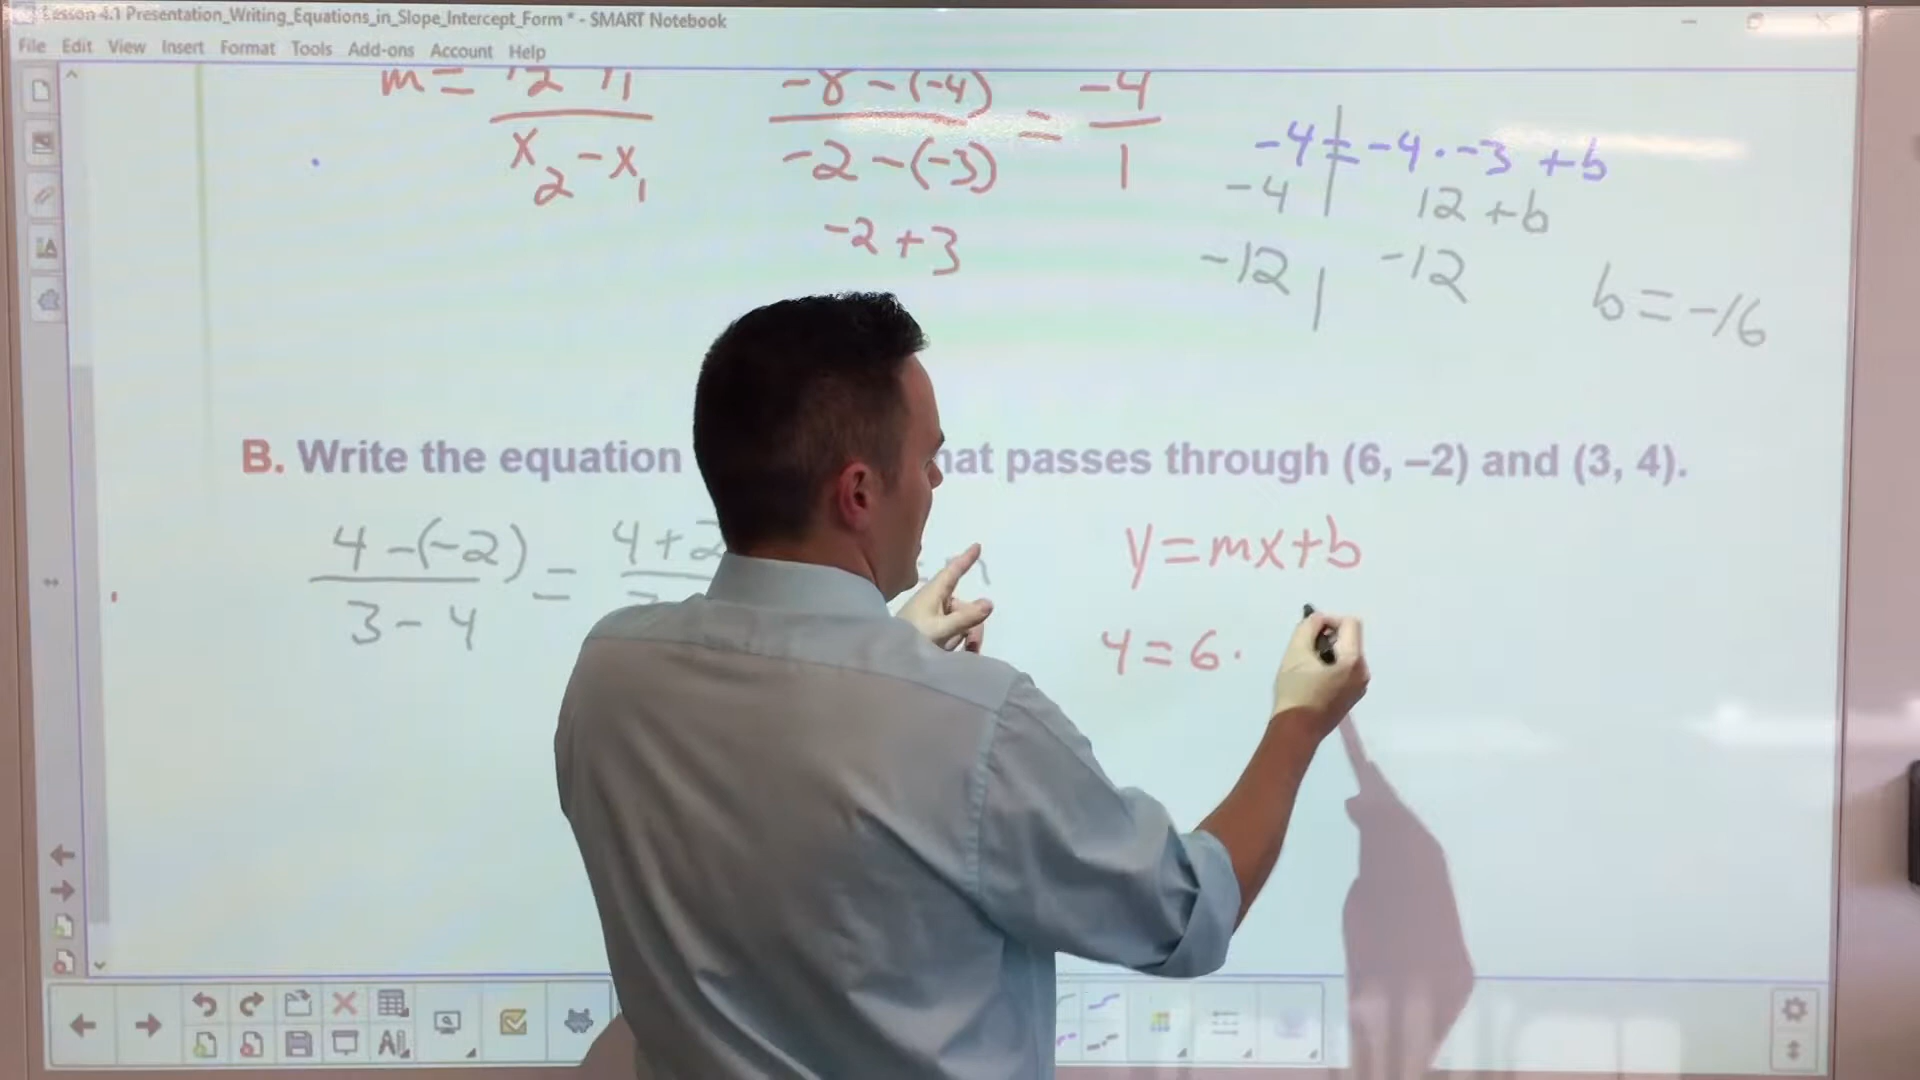 Lesson 4.1 Presentation_Writing_Equations_in_Slope_Intercept_Form * - SMART Notebook
File Edit View Insert Format Tools Add-ons Account Help
m =
x2 - x1
-8 - (-4)
-2 - (-3)
= -4
1
-2 + 3
-4 = -4 · -3 + b
-4 12 + b
-12 -12
b = -16
B. Write the equation hat passes through (6, –2) and (3, 4).
4 - (-2)
3 - 4
= 4 + 2
y = mx + b
4 = 6 ·